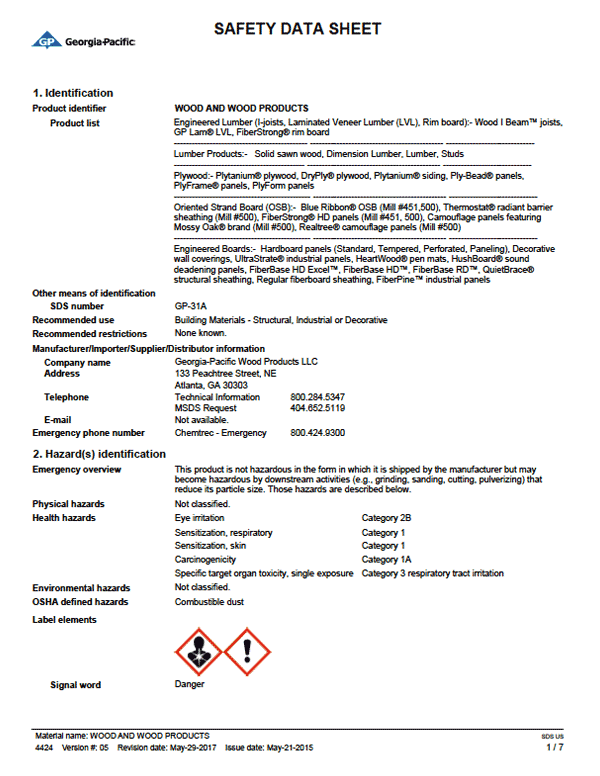 SAFETY DATA SHEET
GP Georgia-Pacific
1. Identification
Product identifier WOOD AND WOOD PRODUCTS
Product list Engineered Lumber (I-joists, Laminated Veneer Lumber (LVL), Rim board):- Wood I Beam™ joists,
GP Lam® LVL, FiberStrong® rim board
Lumber Products:- Solid sawn wood, Dimension Lumber, Lumber, Studs
Plywood:- Plytanium® plywood, DryPly® plywood, Plytanium® siding, Ply-Bead® panels,
PlyFrame® panels, PlyForm panels
Oriented Strand Board (OSB):- Blue Ribbon® OSB (Mill #451,500), Thermostat® radiant barrier
sheathing (Mill #500), FiberStrong® HD panels (Mill #451, 500), Camouflage panels featuring
Mossy Oak® brand (Mill #500), Realtree® camouflage panels (Mill #500)
Engineered Boards:- Hardboard panels (Standard, Tempered, Perforated, Paneling), Decorative
wall coverings, UltraStrate® industrial panels, HeartWood® pen mats, HushBoard® sound
deadening panels, FiberBase HD Excel™, FiberBase HD™, FiberBase RD™, QuietBrace®
structural sheathing, Regular fiberboard sheathing, FiberPine™ industrial panels
Other means of identification
SDS number GP-31A
Recommended use Building Materials - Structural, Industrial or Decorative
Recommended restrictions None known.
Manufacturer/Importer/Supplier/Distributor information
Company name Georgia-Pacific Wood Products LLC
Address 133 Peachtree Street, NE
Atlanta, GA 30303
Telephone Technical Information 800.284.5347
MSDS Request 404.652.5119
E-mail Not available.
Emergency phone number Chemtrec - Emergency 800.424.9300
2. Hazard(s) identification
Emergency overview This product is not hazardous in the form in which it is shipped by the manufacturer but may
become hazardous by downstream activities (e.g., grinding, sanding, cutting, pulverizing) that
reduce its particle size. Those hazards are described below.
Physical hazards Not classified.
Health hazards Eye irritation Category 2B
Sensitization, respiratory Category 1
Sensitization, skin Category 1
Carcinogenicity Category 1A
Specific target organ toxicity, single exposure Category 3 respiratory tract irritation
Environmental hazards Not classified.
OSHA defined hazards Combustible dust
Label elements
Signal word Danger
Material name: WOOD AND WOOD PRODUCTS SDS US
4424 Version #: 05 Revision date: May-29-2017 Issue date: May-21-2015 1 / 7